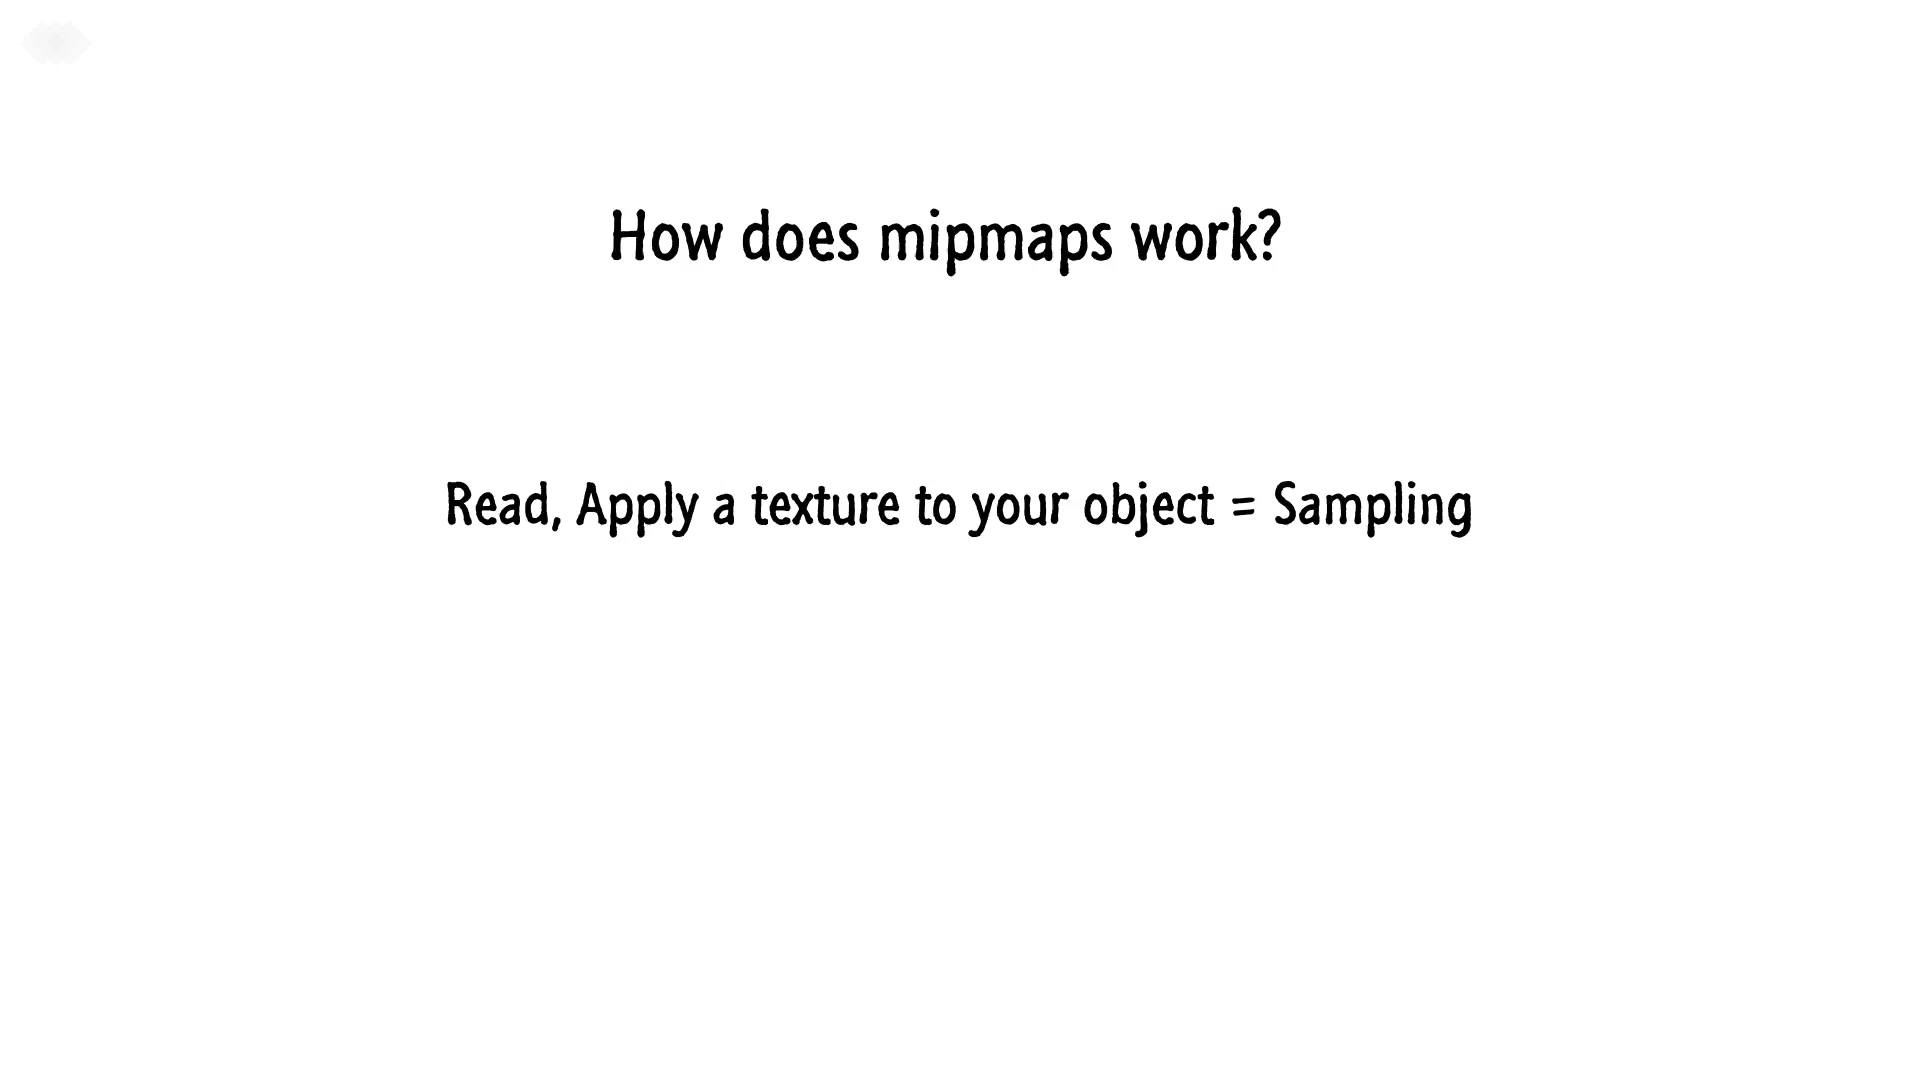 How does mipmaps work?
Read, Apply a texture to your object = Sampling